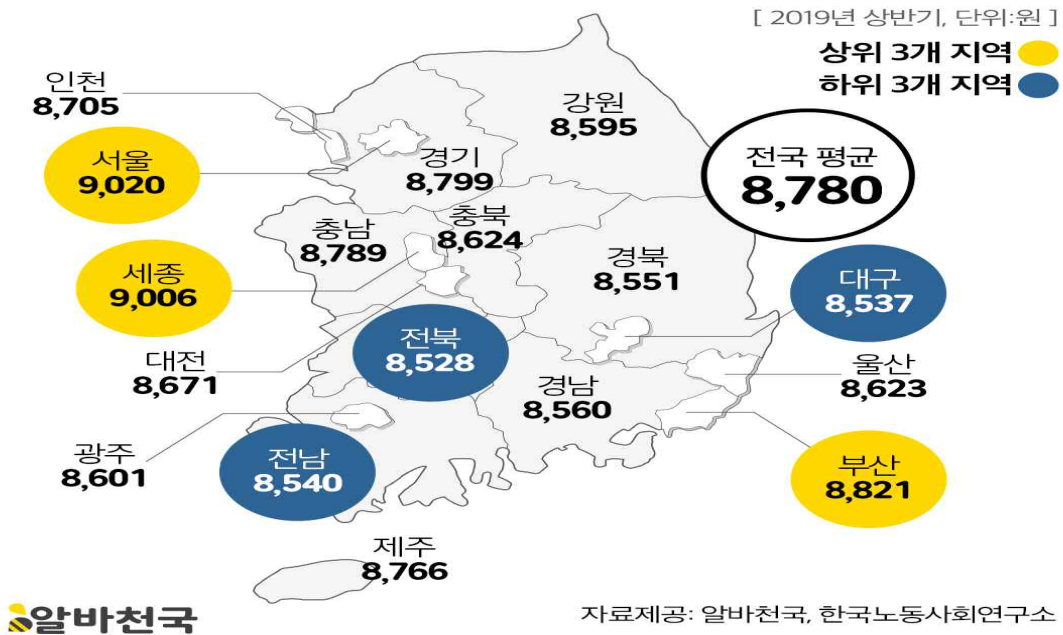 [ 2019년 상반기, 단위:원 ]
상위 3개 지역
하위 3개 지역
인천
8,705
강원
8,595
서울
9,020
경기
8,799
전국 평균
8,780
충남
8,789
충북
8,624
경북
8,551
세종
9,006
대구
8,537
대전
8,671
전북
8,528
경남
8,560
울산
8,623
광주
8,601
전남
8,540
부산
8,821
제주
8,766
알바천국
자료제공: 알바천국, 한국노동사회연구소